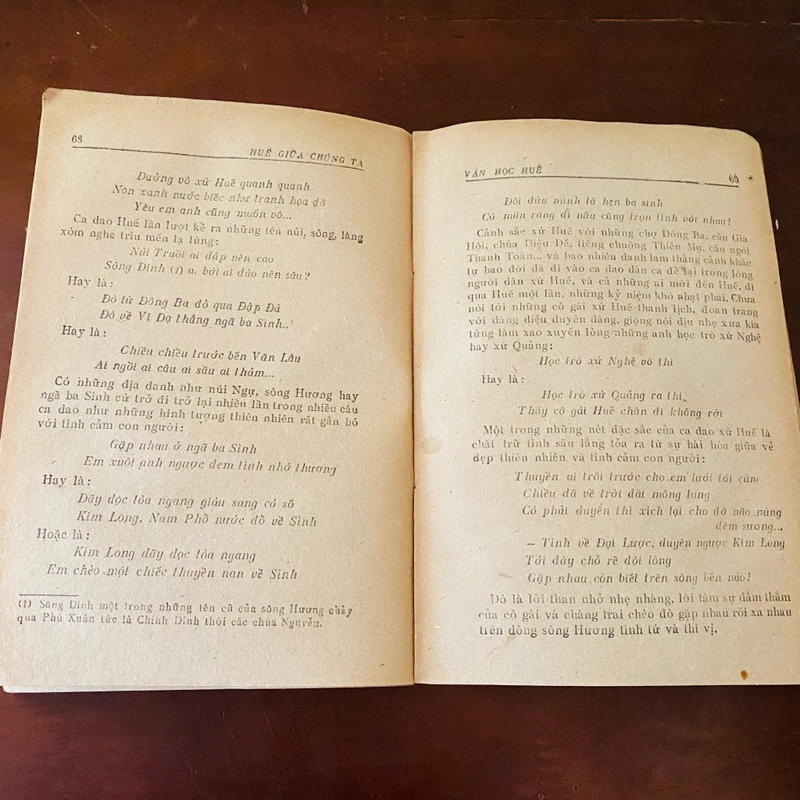 68
HUẾ GIỮA CHÚNG TA
Đường vô xứ Huế quanh quanh
Non xanh nước biếc như tranh họa đồ
Yêu em anh cũng muốn vô...
Ca dao Huế lần lượt kể ra những tên núi, sông, làng
xóm nghe trìu mến lạ lùng:
Núi Truồi ai đắp nên cao
Sông Dinh (1) a, bới ai đào nên sâu?
Hay là:
Đò từ Đông Ba đò qua Đập Đá
Đò về Vĩ Dạ thẳng ngã ba Sình..
Hay là:
Chiều chiều trước bến Văn Lâu
Ai ngồi ai câu ai sầu ai thảm...
Có những địa danh như núi Ngự, sông Hương hay
ngã ba Sình cứ trở đi trở lại nhiều lần trong nhiều câu
ca dao như những hình tượng thiên nhiên rất gắn bó
với tình cảm con người:
Gặp nhau ở ngã ba Sình
Em xuôi anh ngược đem tình nhớ thương
Hay là:
Dãy dọc tòa ngang giàu sang có số
Kim Long, Nam Phổ nước đổ về Sình
Hoặc là:
Kim Long dãy dọc tòa ngang
Em chèo một chiếc thuyền nan về Sình
(1) Sông Dinh một trong những tên cũ của sông Hương chảy
qua Phú Xuân tức là Chính Dinh thời các chúa Nguyễn.
VĂN HỌC HUẾ
69
Đôi đứa mình lỡ hẹn ba sinh
Có mòn răng đi nữa cũng trọn tình với nhau!
Cảnh sắc xứ Huế với những chợ Đông Ba, cầu Gia
Hội, chùa Diệu Đế, tiếng chuông Thiên Mụ, cầu ngói
Thanh Toàn... và bao nhiêu danh lam thắng cảnh khác
tự bao đời đã đi vào ca dao dân ca để lại trong lòng
người dân xứ Huế, và cả những ai mới đến Huế, đi
qua Huế một lần, những kỷ niệm khó nhạt phai. Chưa
nói tới những cô gái xứ Huế thanh lịch, đoan trang
với dáng điệu duyên dáng, giọng nói dịu nhẹ xưa kia
từng làm xao xuyến lòng những anh học trò xứ Nghệ
hay xứ Quảng:
Học trò xứ Nghệ vô thi
Hay là:
Học trò xứ Quảng ra thi,
Thấy cô gái Huế chân đi không rời
Một trong những nét đặc sắc của ca dao xứ Huế là
chất trữ tình sâu lắng tỏa ra từ sự hài hòa giữa vẻ
đẹp thiên nhiên và tình cảm con người:
Thuyền ai trôi trước cho em lướt tới cùng
Chiều đã về trời đất mông lung
Có phải duyên thì xích lại cho đỡ não nùng
đêm sương...
— Tình về Đại Lược, duyên ngược Kim Long
Tới đây chỗ rẽ đôi lòng
Gặp nhau còn biết trên sông bến nào!
Đó là lời than nhỏ nhẹ nhàng, lời tâm sự đằm thắm
của cô gái và chàng trai chèo đò gặp nhau rồi xa nhau
trên dòng sông Hương tình tứ và thi vị.